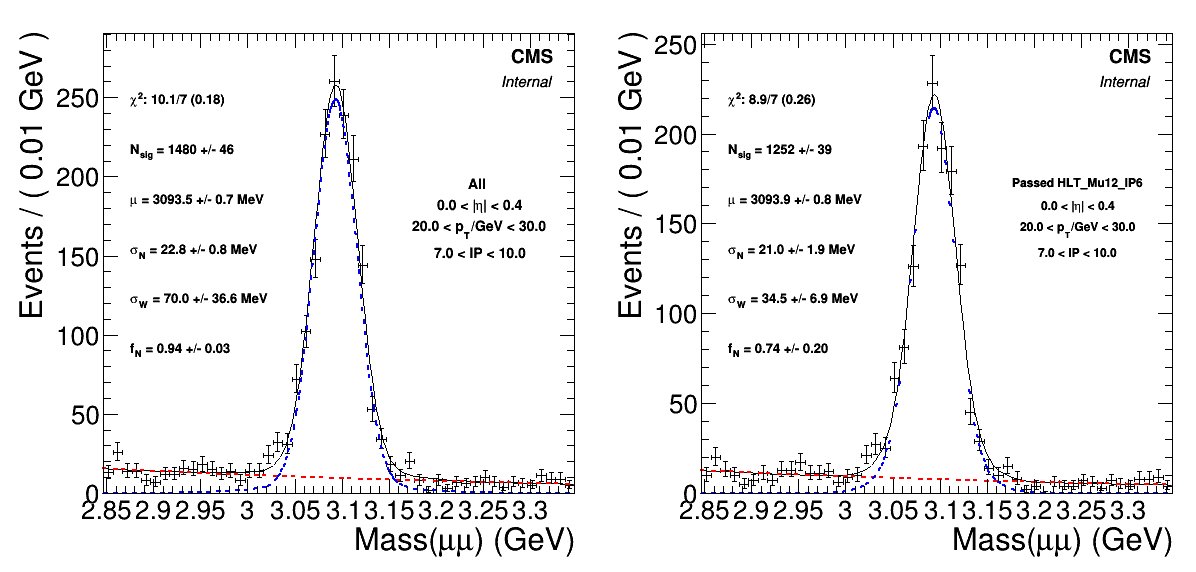 CMS
Internal
χ²: 10.1/7 (0.18)
N_sig = 1480 +/- 46
μ = 3093.5 +/- 0.7 MeV
σ_N = 22.8 +/- 0.8 MeV
σ_W = 70.0 +/- 36.6 MeV
f_N = 0.94 +/- 0.03
All
0.0 < |η| < 0.4
20.0 < p_T/GeV < 30.0
7.0 < IP < 10.0
Events / ( 0.01 GeV )
250
200
150
100
50
0
2.85 2.9 2.95 3 3.05 3.1 3.15 3.2 3.25 3.3
Mass(μμ) (GeV)
CMS
Internal
χ²: 8.9/7 (0.26)
N_sig = 1252 +/- 39
μ = 3093.9 +/- 0.8 MeV
σ_N = 21.0 +/- 1.9 MeV
σ_W = 34.5 +/- 6.9 MeV
f_N = 0.74 +/- 0.20
Passed HLT_Mu12_IP6
0.0 < |η| < 0.4
20.0 < p_T/GeV < 30.0
7.0 < IP < 10.0
Events / ( 0.01 GeV )
250
200
150
100
50
0
2.85 2.9 2.95 3 3.05 3.1 3.15 3.2 3.25 3.3
Mass(μμ) (GeV)